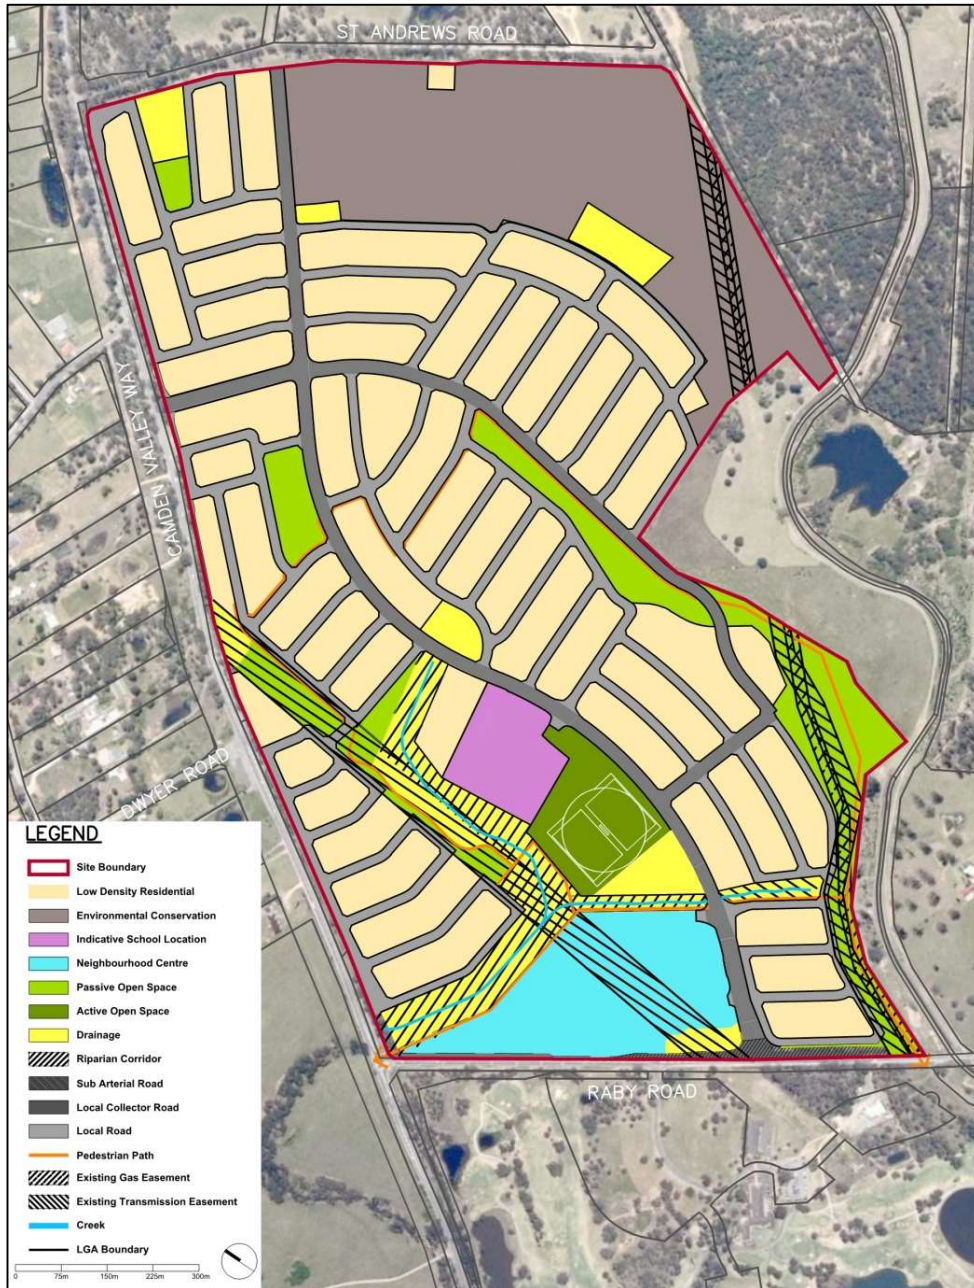 ST ANDREWS ROAD
CAMDEN VALLEY WAY
DWYER ROAD
RABY ROAD
LEGEND
Site Boundary
Low Density Residential
Environmental Conservation
Indicative School Location
Neighbourhood Centre
Passive Open Space
Active Open Space
Drainage
Riparian Corridor
Sub Arterial Road
Local Collector Road
Local Road
Pedestrian Path
Existing Gas Easement
Existing Transmission Easement
Creek
LGA Boundary
0 75m 150m 225m 300m